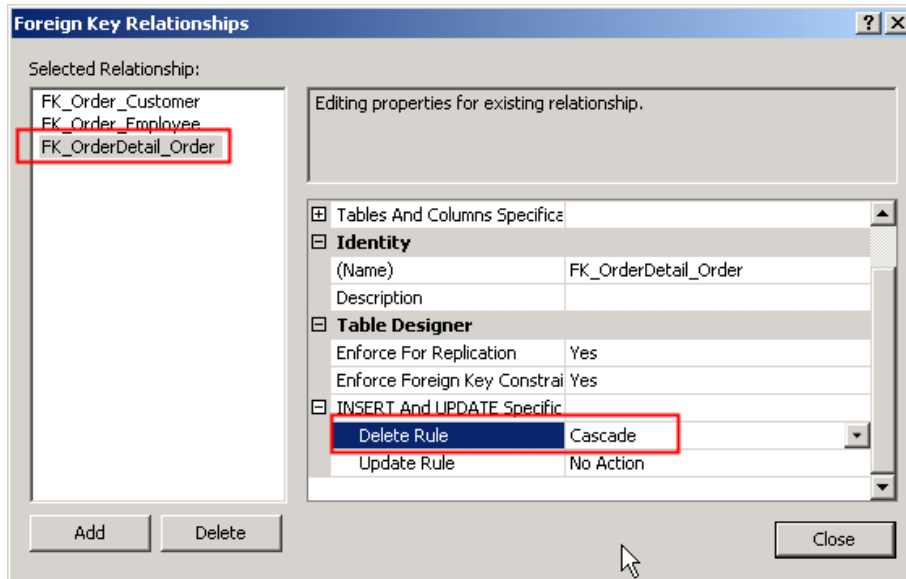 Foreign Key Relationships
Selected Relationship:
FK_Order_Customer
FK_Order_Employee
FK_OrderDetail_Order
Editing properties for existing relationship.
Tables And Columns Specifica
Identity
(Name) FK_OrderDetail_Order
Description
Table Designer
Enforce For Replication Yes
Enforce Foreign Key Constrai Yes
INSERT And UPDATE Specific
Delete Rule Cascade
Update Rule No Action
Add Delete
Close